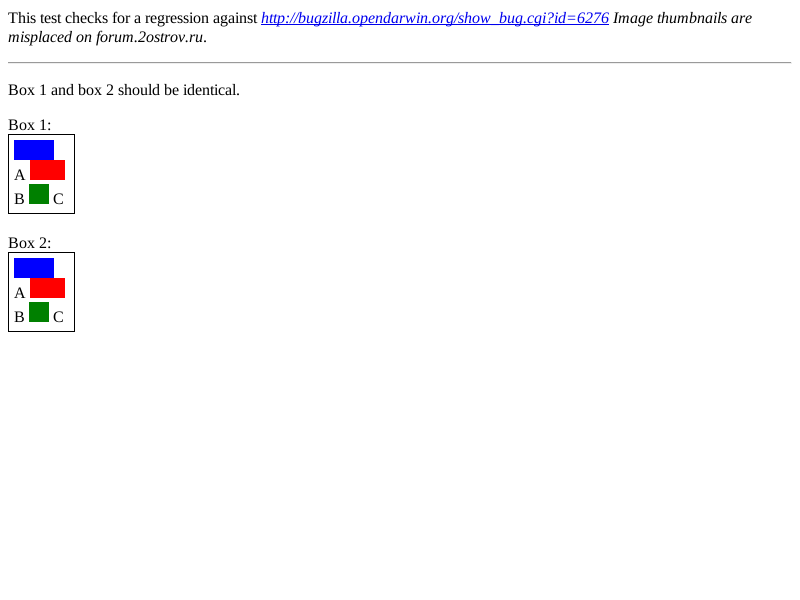 This test checks for a regression against http://bugzilla.opendarwin.org/show_bug.cgi?id=6276 Image thumbnails are
misplaced on forum.2ostrov.ru.
Box 1 and box 2 should be identical.
Box 1:
A
B C
Box 2:
A
B C